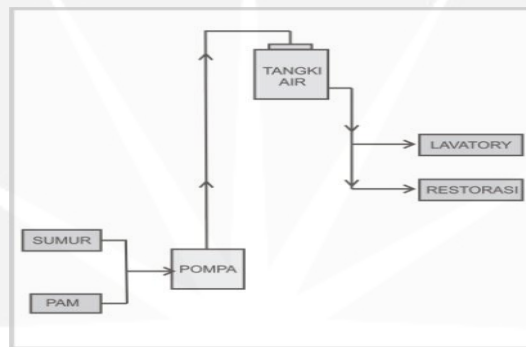 TANGKI
AIR
LAVATORY
RESTORASI
SUMUR
POMPA
PAM